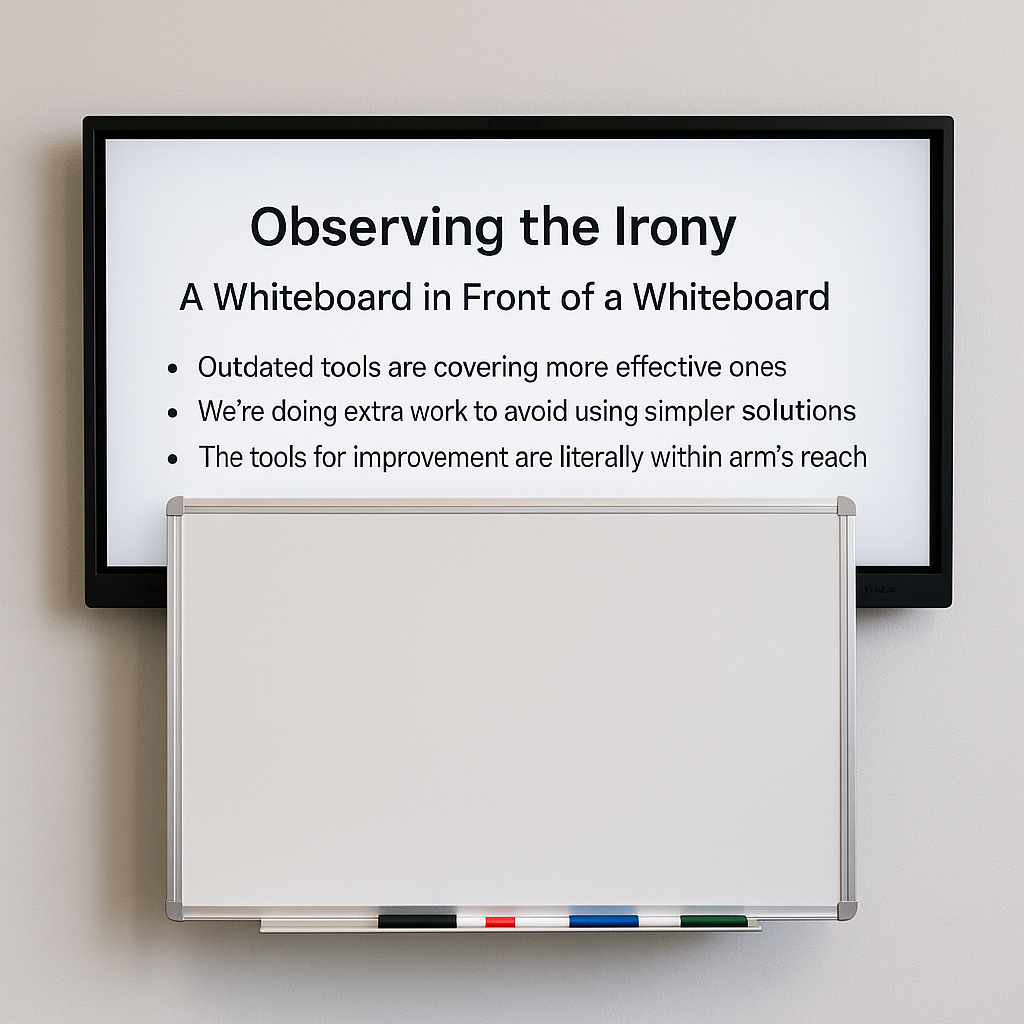 Observing the Irony
A Whiteboard in Front of a Whiteboard
• Outdated tools are covering more effective ones
• We're doing extra work to avoid using simpler solutions
• The tools for improvement are literally within arm's reach